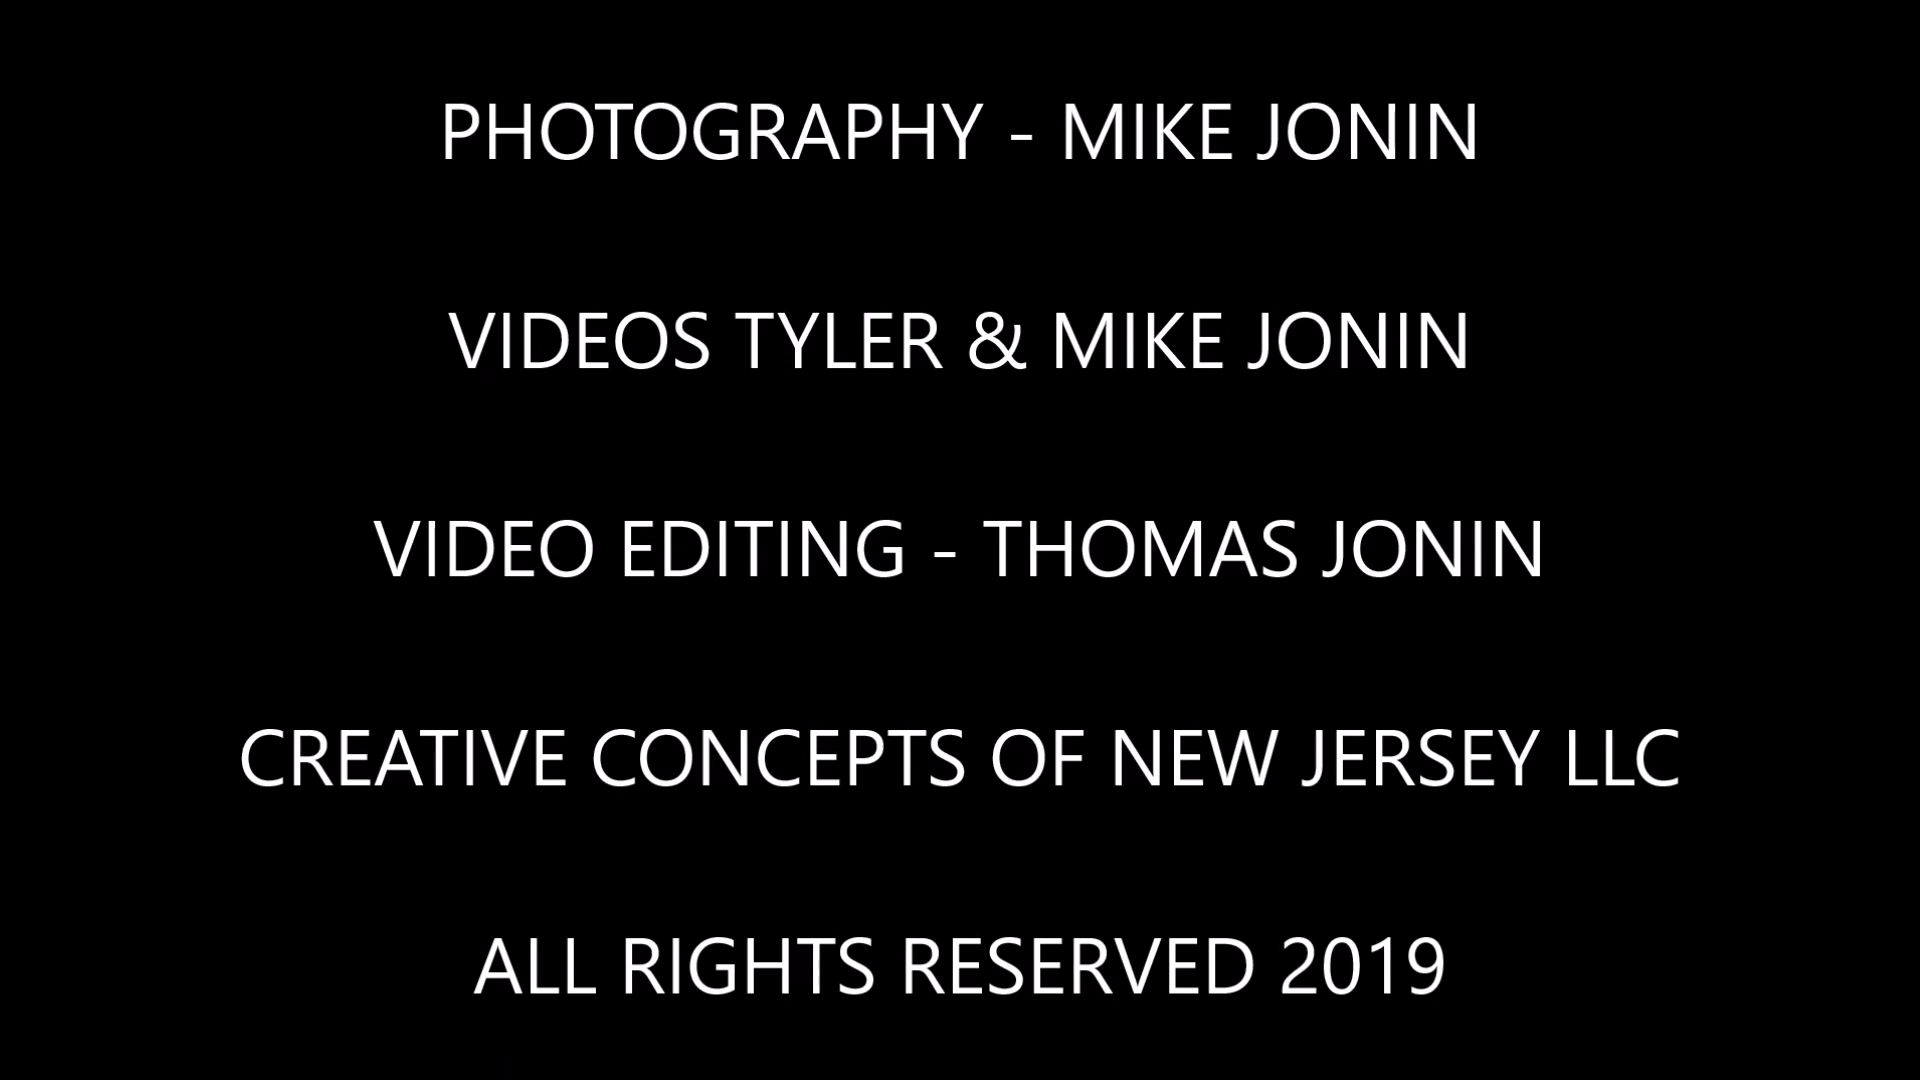 PHOTOGRAPHY - MIKE JONIN
VIDEOS TYLER & MIKE JONIN
VIDEO EDITING - THOMAS JONIN
CREATIVE CONCEPTS OF NEW JERSEY LLC
ALL RIGHTS RESERVED 2019